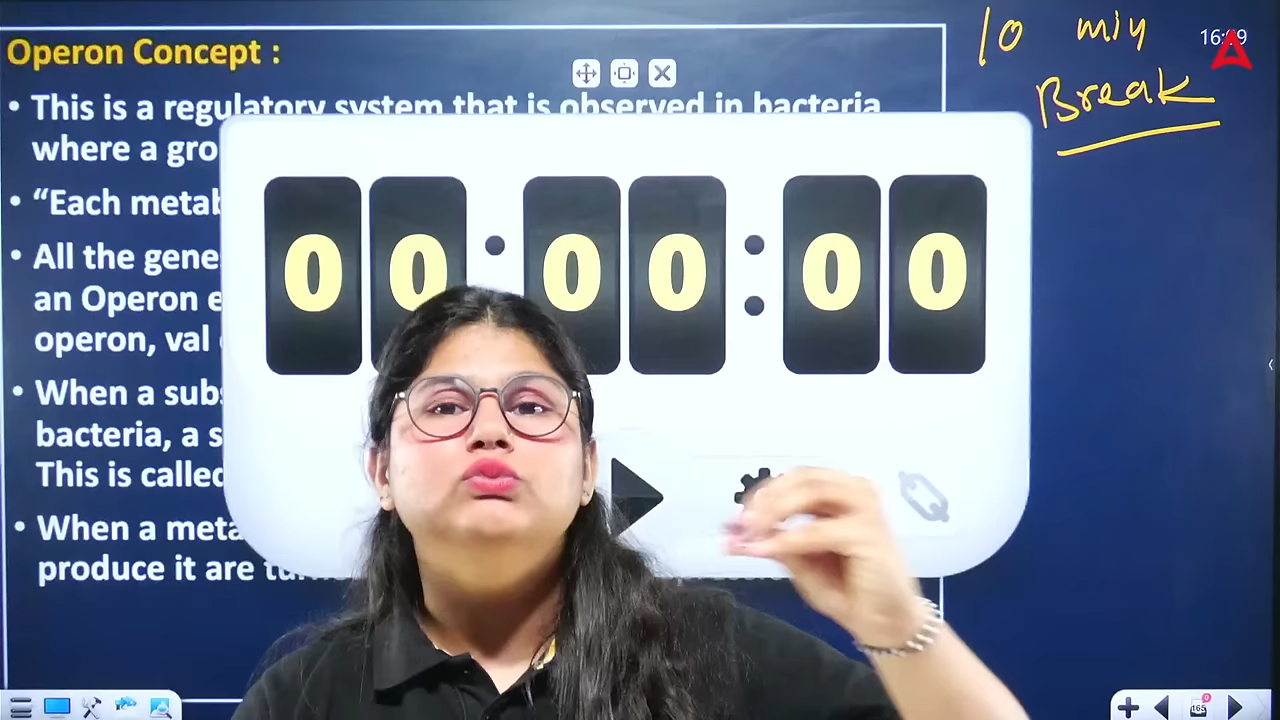 Operon Concept :
• This is a regulatory system that is observed in bacteria
where a gro
• “Each metab
• All the gene
an Operon e
operon, val
• When a subs
bacteria, a s
This is called
• When a meta
produce it are
10 min
Break
00:00:00
165
0